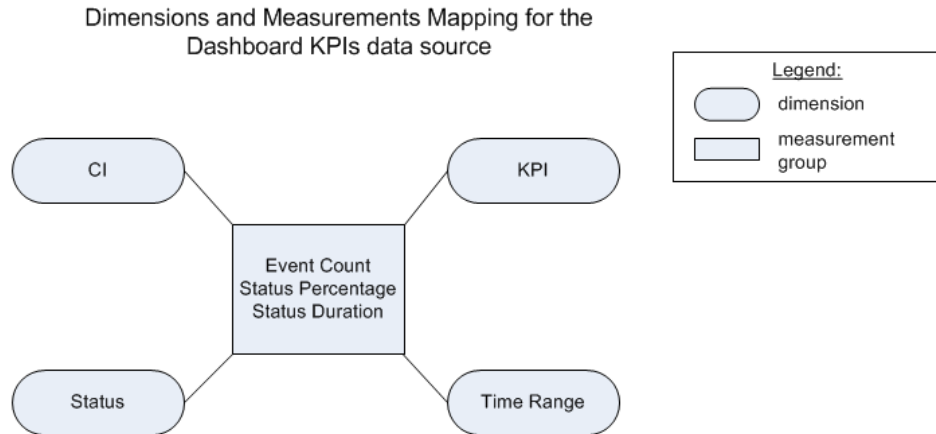 Dimensions and Measurements Mapping for the
Dashboard KPIs data source
Legend:
dimension
measurement
group
CI
KPI
Event Count
Status Percentage
Status Duration
Status
Time Range